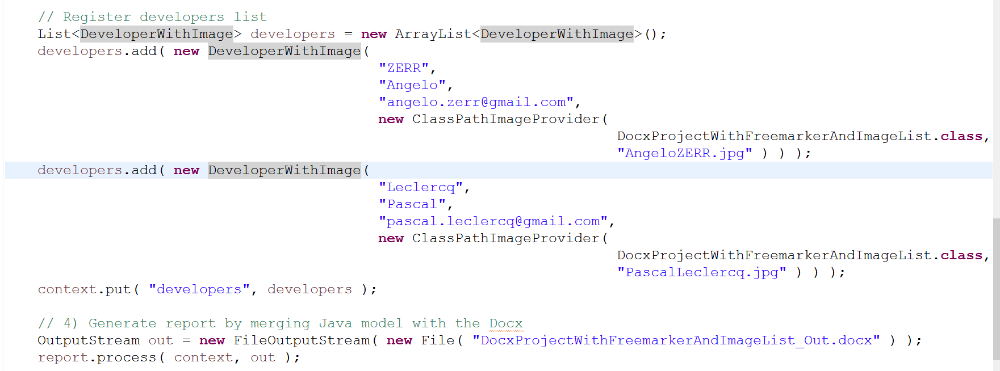 // Register developers list
List<DeveloperWithImage> developers = new ArrayList<DeveloperWithImage>();
developers.add( new DeveloperWithImage(
"ZERR",
"Angelo",
"angelo.zerr@gmail.com",
new ClassPathImageProvider(
DocxProjectWithFreemarkerAndImageList.class,
"AngeloZERR.jpg" ) ) );
developers.add( new DeveloperWithImage(
"Leclercq",
"Pascal",
"pascal.leclercq@gmail.com",
new ClassPathImageProvider(
DocxProjectWithFreemarkerAndImageList.class,
"PascalLeclercq.jpg" ) ) );
context.put( "developers", developers );
// 4) Generate report by merging Java model with the Docx
OutputStream out = new FileOutputStream( new File( "DocxProjectWithFreemarkerAndImageList_Out.docx" ) );
report.process( context, out );